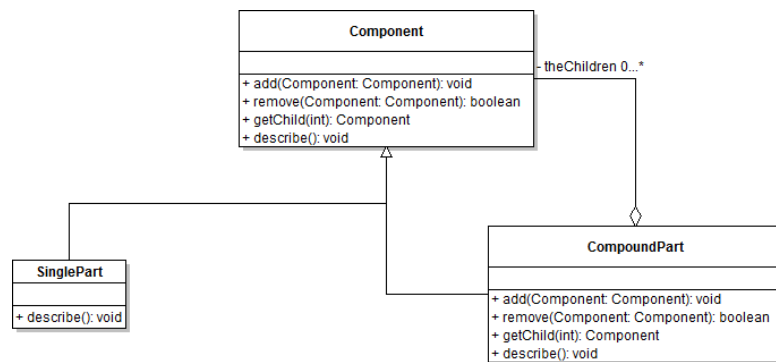 Component
- theChildren 0...*
+ add(Component: Component): void
+ remove(Component: Component): boolean
+ getChild(int): Component
+ describe(): void
SinglePart
+ describe(): void
CompoundPart
+ add(Component: Component): void
+ remove(Component: Component): boolean
+ getChild(int): Component
+ describe(): void